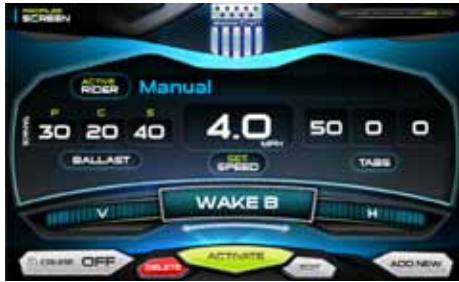 PROFILES
SCREEN
ACTIVE
RIDER
Manual
P C S
30 20 40
4.0
MPH
50 0 0
BALLAST
SET
SPEED
TABS
V
WAKE B
H
CRUISE OFF
DELETE
ACTIVATE
EDIT
ADD NEW